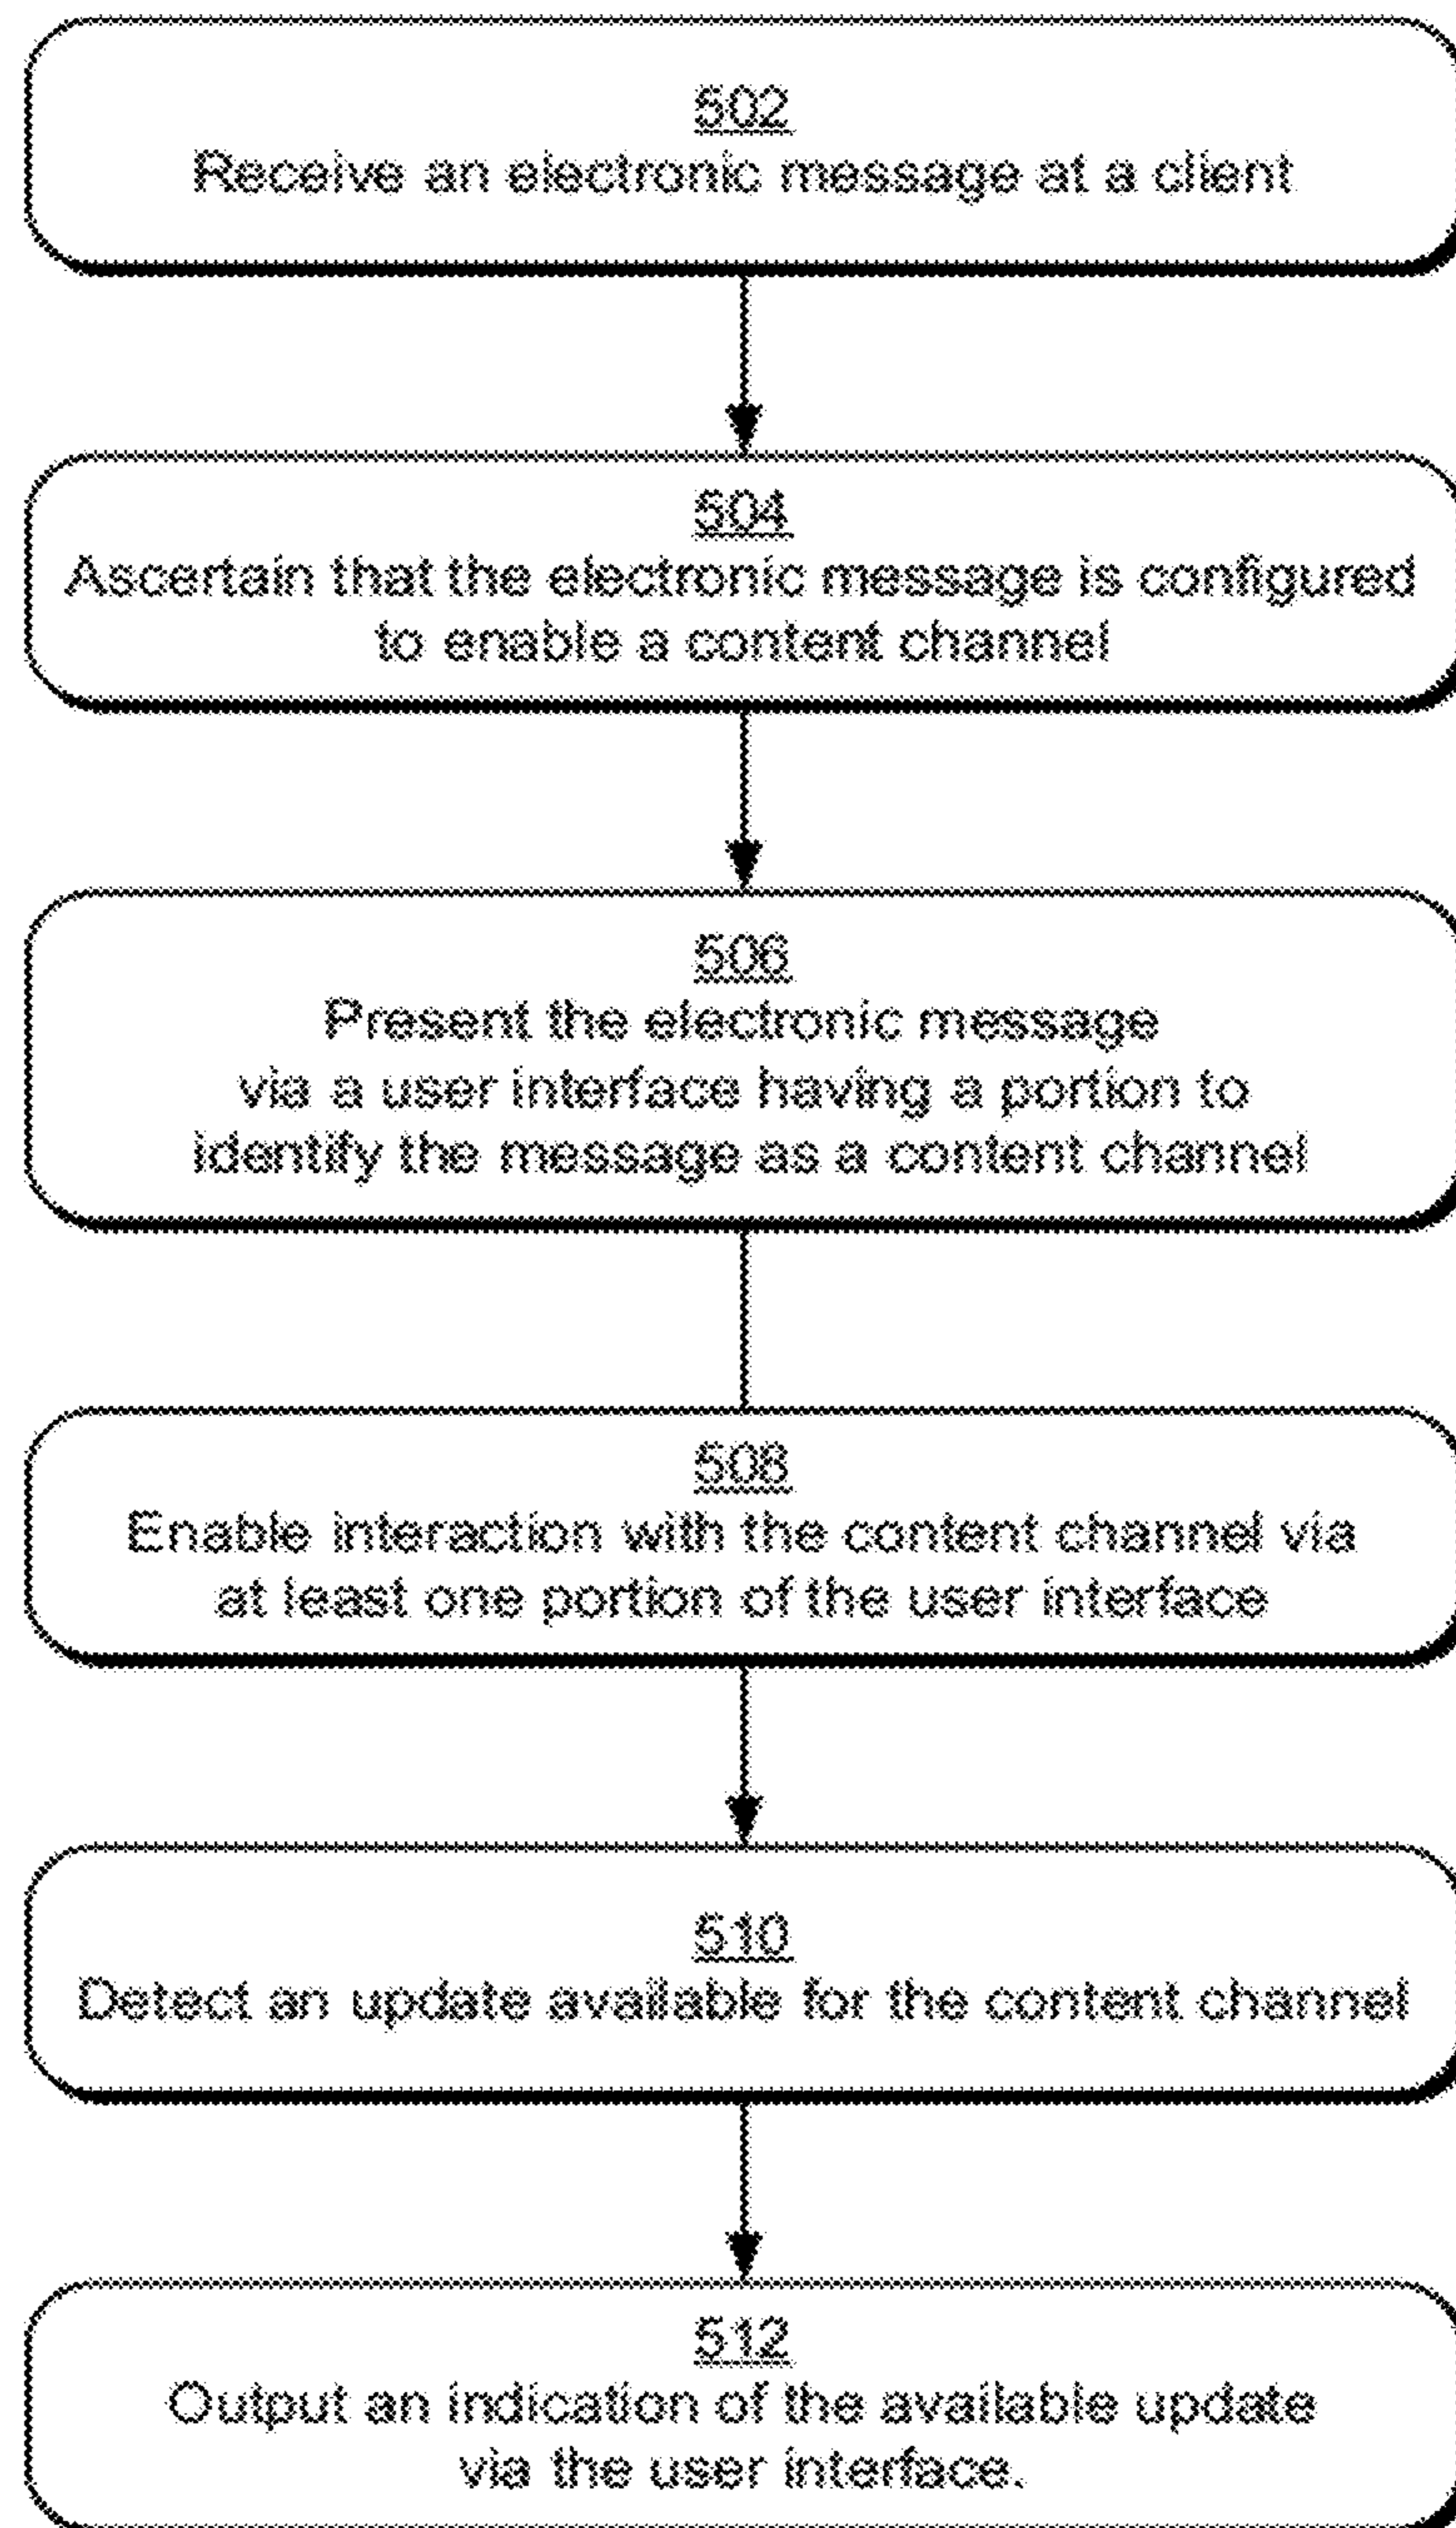 502
Receive an electronic message at a client
504
Ascertain that the electronic message is configured
to enable a content channel
506
Present the electronic message
via a user interface having a portion to
identify the message as a content channel
508
Enable interaction with the content channel via
at least one portion of the user interface
510
Detect an update available for the content channel
512
Output an indication of the available update
via the user interface.